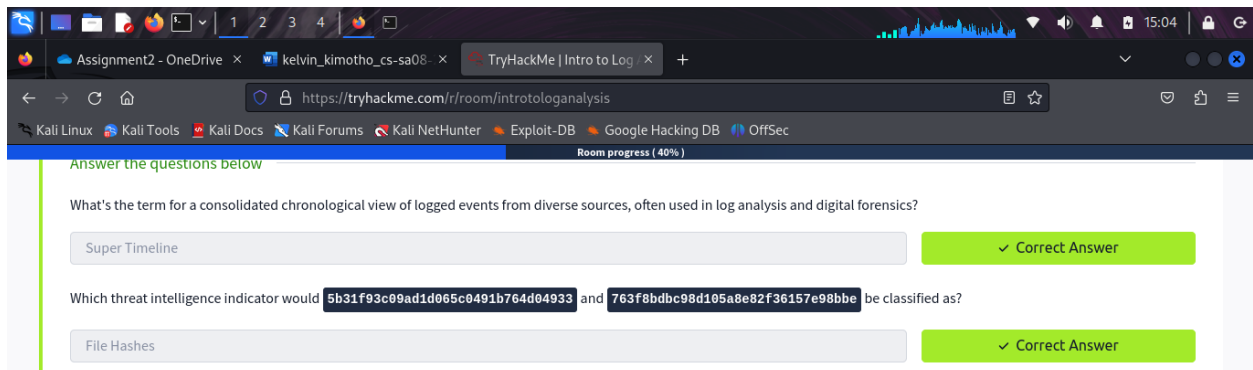 1 2 3 4 15:04
Assignment2 - OneDrive × kelvin_kimotho_cs-sa08- × TryHackMe | Intro to Log × +
https://tryhackme.com/r/room/introtologanalysis
Kali Linux Kali Tools Kali Docs Kali Forums Kali NetHunter Exploit-DB Google Hacking DB OffSec
Room progress ( 40% )
Answer the questions below
What's the term for a consolidated chronological view of logged events from diverse sources, often used in log analysis and digital forensics?
Super Timeline ✓ Correct Answer
Which threat intelligence indicator would 5b31f93c09ad1d065c0491b764d04933 and 763f8bdbc98d105a8e82f36157e98bbe be classified as?
File Hashes ✓ Correct Answer